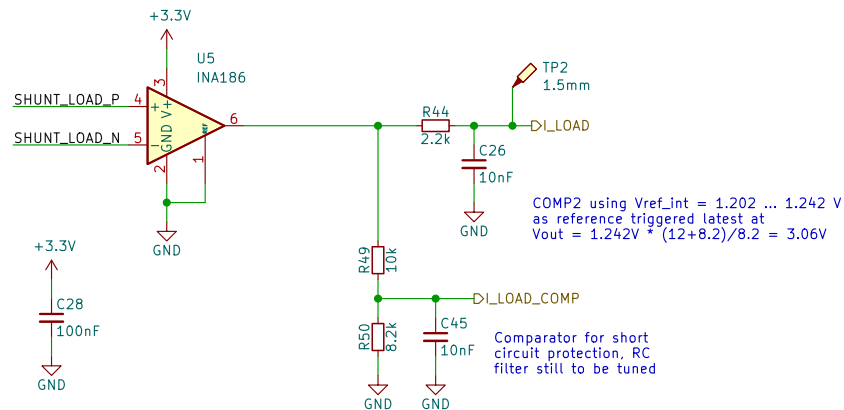 +3.3V
U5
INA186
TP2
1.5mm
3
SHUNT_LOAD_P
4
+
V+
6
R44
2.2k
I_LOAD
SHUNT_LOAD_N
5
-
GND
REF
2
1
C26
10nF
GND
GND
COMP2 using Vref_int = 1.202 ... 1.242 V
as reference triggered latest at
Vout = 1.242V * (12+8.2)/8.2 = 3.06V
+3.3V
R49
10k
I_LOAD_COMP
C28
100nF
R50
8.2k
C45
10nF
Comparator for short
circuit protection, RC
filter still to be tuned
GND
GND
GND